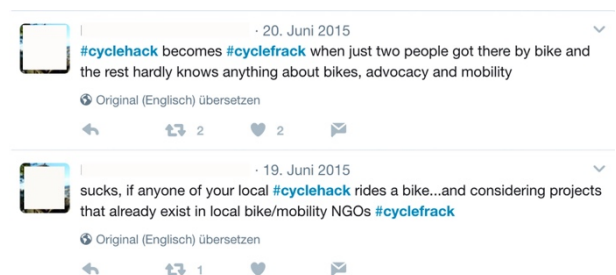 · 20. Juni 2015
#cyclehack becomes #cyclefrack when just two people got there by bike and
the rest hardly knows anything about bikes, advocacy and mobility
Original (Englisch) übersetzen
2 2
· 19. Juni 2015
sucks, if anyone of your local #cyclehack rides a bike...and considering projects
that already exist in local bike/mobility NGOs #cyclefrack
Original (Englisch) übersetzen
1